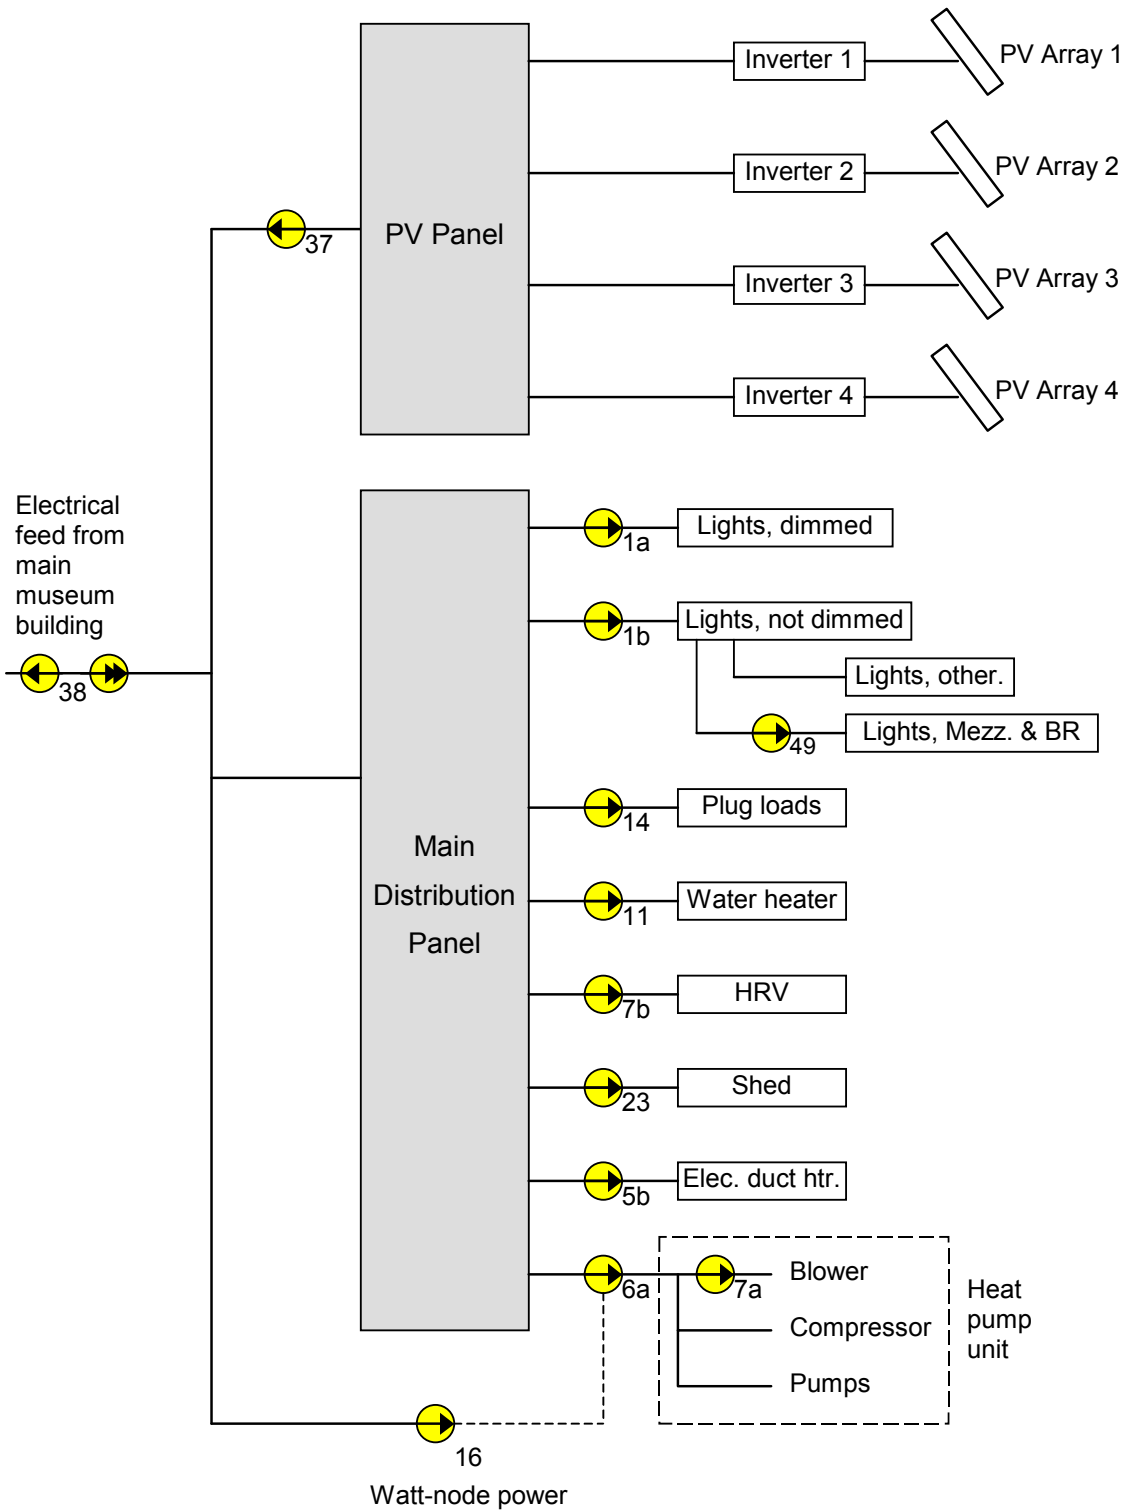 Inverter 1
PV Array 1
Inverter 2
PV Array 2
37
PV Panel
Inverter 3
PV Array 3
Inverter 4
PV Array 4
Electrical
feed from
main
museum
building
38
Main
Distribution
Panel
1a
Lights, dimmed
1b
Lights, not dimmed
Lights, other.
49
Lights, Mezz. & BR
14
Plug loads
11
Water heater
7b
HRV
23
Shed
5b
Elec. duct htr.
6a
7a
Blower
Compressor
Pumps
Heat
pump
unit
16
Watt-node power